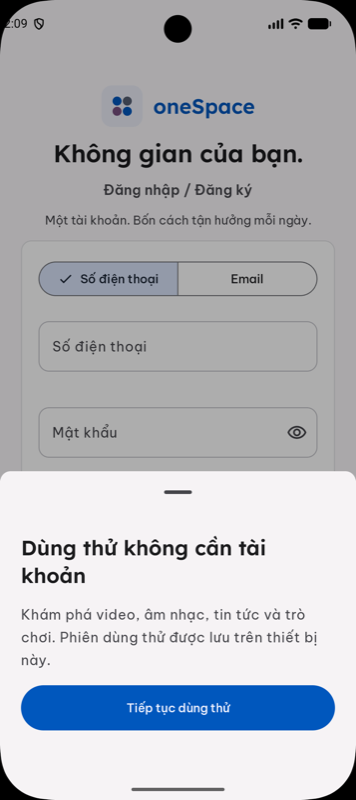 2:09
oneSpace
Không gian của bạn.
Đăng nhập / Đăng ký
Một tài khoản. Bốn cách tận hưởng mỗi ngày.
Số điện thoại
Email
Số điện thoại
Mật khẩu
Dùng thử không cần tài
khoản
Khám phá video, âm nhạc, tin tức và trò
chơi. Phiên dùng thử được lưu trên thiết bị
này.
Tiếp tục dùng thử